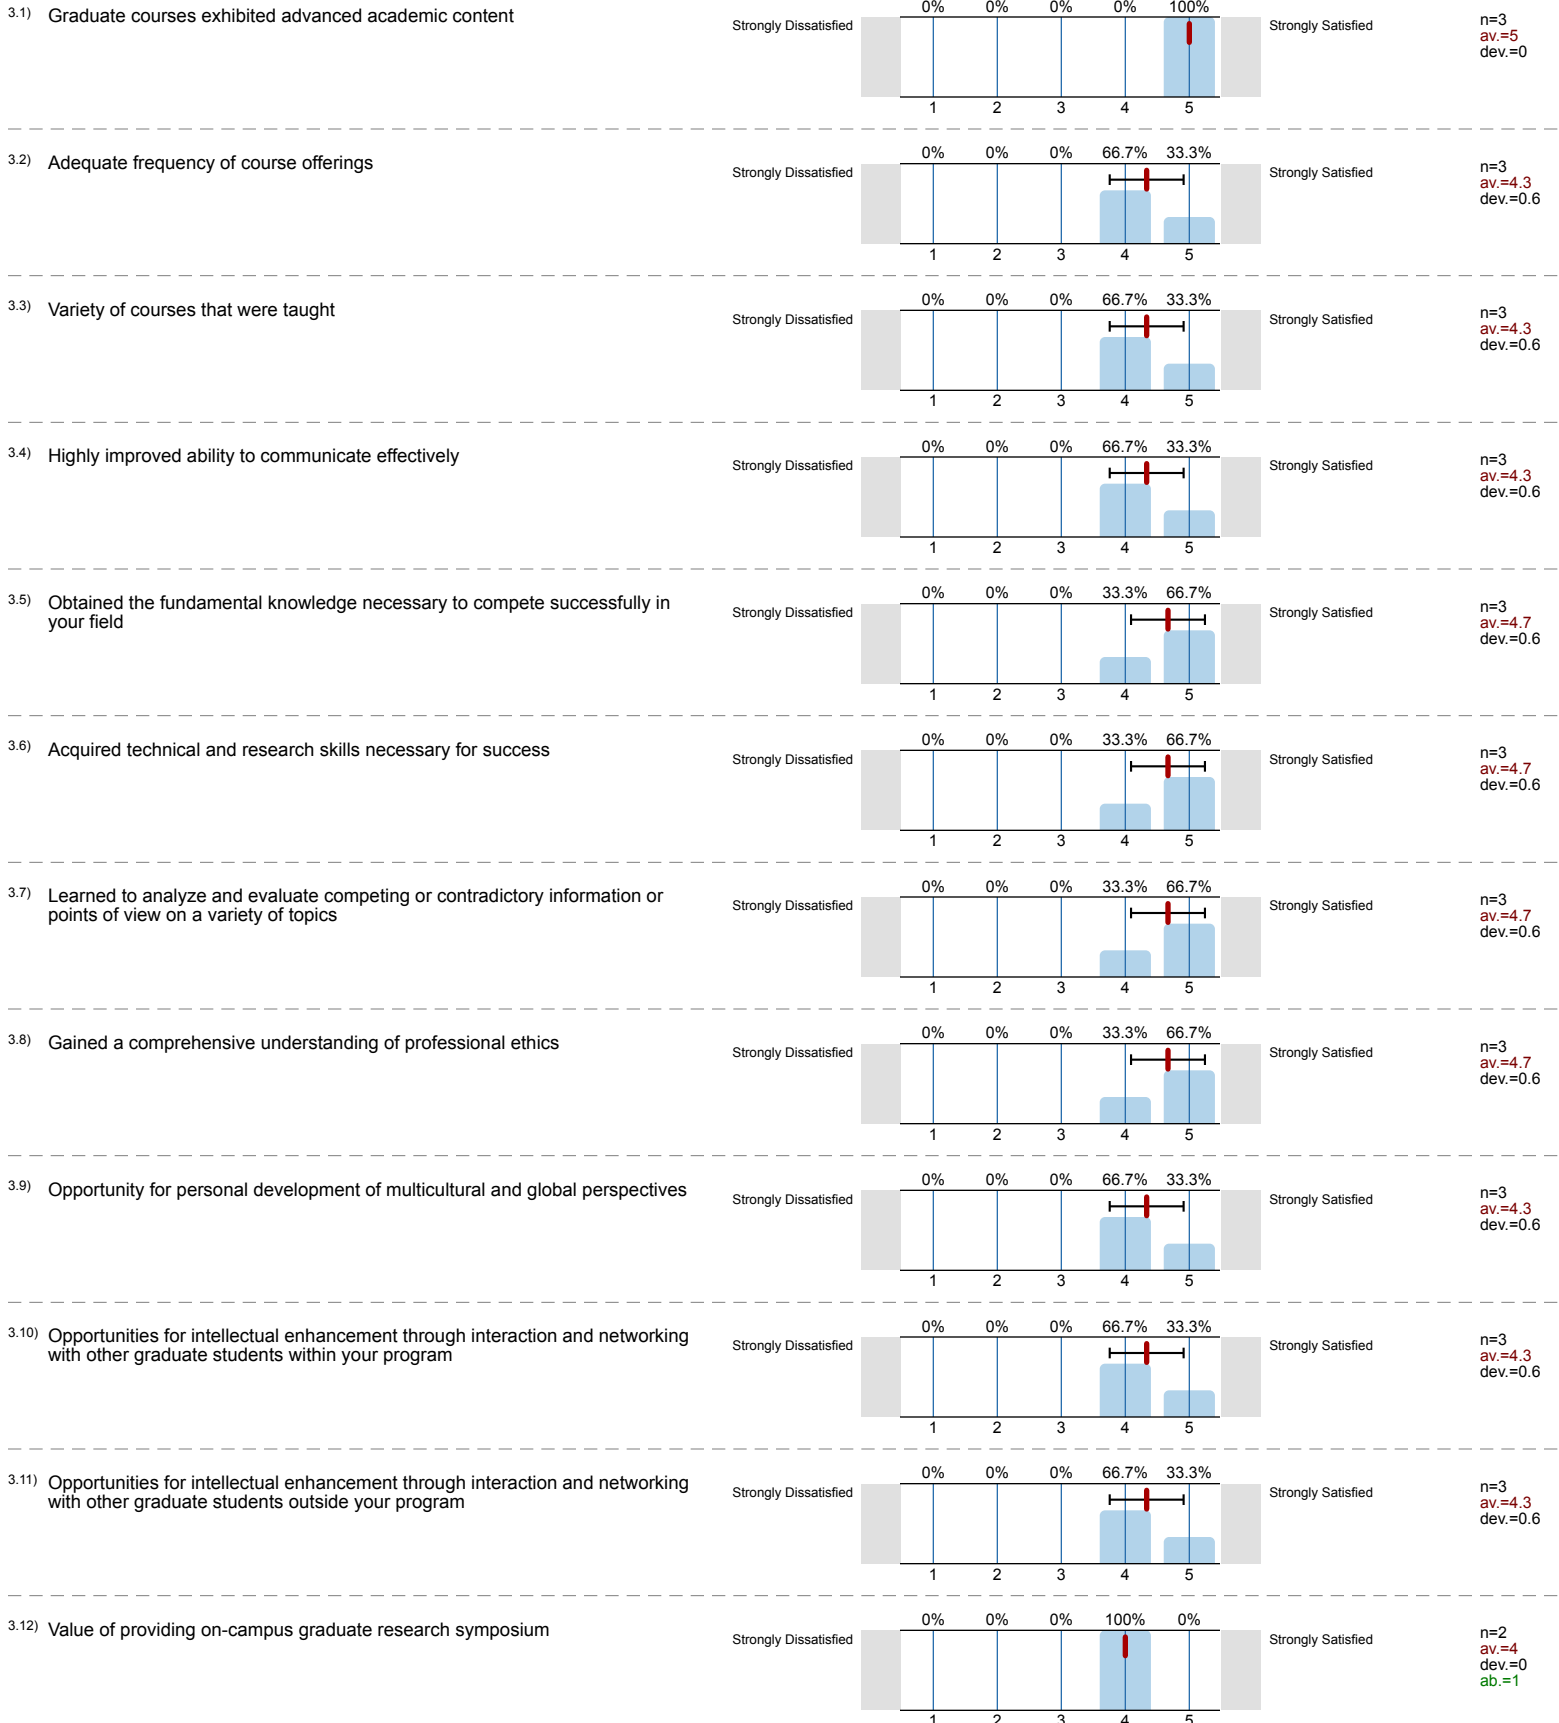 3.1) Graduate courses exhibited advanced academic content
0% 0% 0% 0% 100%
Strongly Dissatisfied Strongly Satisfied
n=3
av.=5
dev.=0
1 2 3 4 5
3.2) Adequate frequency of course offerings
0% 0% 0% 66.7% 33.3%
Strongly Dissatisfied Strongly Satisfied
n=3
av.=4.3
dev.=0.6
1 2 3 4 5
3.3) Variety of courses that were taught
0% 0% 0% 66.7% 33.3%
Strongly Dissatisfied Strongly Satisfied
n=3
av.=4.3
dev.=0.6
1 2 3 4 5
3.4) Highly improved ability to communicate effectively
0% 0% 0% 66.7% 33.3%
Strongly Dissatisfied Strongly Satisfied
n=3
av.=4.3
dev.=0.6
1 2 3 4 5
3.5) Obtained the fundamental knowledge necessary to compete successfully in
your field
0% 0% 0% 33.3% 66.7%
Strongly Dissatisfied Strongly Satisfied
n=3
av.=4.7
dev.=0.6
1 2 3 4 5
3.6) Acquired technical and research skills necessary for success
0% 0% 0% 33.3% 66.7%
Strongly Dissatisfied Strongly Satisfied
n=3
av.=4.7
dev.=0.6
1 2 3 4 5
3.7) Learned to analyze and evaluate competing or contradictory information or
points of view on a variety of topics
0% 0% 0% 33.3% 66.7%
Strongly Dissatisfied Strongly Satisfied
n=3
av.=4.7
dev.=0.6
1 2 3 4 5
3.8) Gained a comprehensive understanding of professional ethics
0% 0% 0% 33.3% 66.7%
Strongly Dissatisfied Strongly Satisfied
n=3
av.=4.7
dev.=0.6
1 2 3 4 5
3.9) Opportunity for personal development of multicultural and global perspectives
0% 0% 0% 66.7% 33.3%
Strongly Dissatisfied Strongly Satisfied
n=3
av.=4.3
dev.=0.6
1 2 3 4 5
3.10) Opportunities for intellectual enhancement through interaction and networking
with other graduate students within your program
0% 0% 0% 66.7% 33.3%
Strongly Dissatisfied Strongly Satisfied
n=3
av.=4.3
dev.=0.6
1 2 3 4 5
3.11) Opportunities for intellectual enhancement through interaction and networking
with other graduate students outside your program
0% 0% 0% 66.7% 33.3%
Strongly Dissatisfied Strongly Satisfied
n=3
av.=4.3
dev.=0.6
1 2 3 4 5
3.12) Value of providing on-campus graduate research symposium
0% 0% 0% 100% 0%
Strongly Dissatisfied Strongly Satisfied
n=2
av.=4
dev.=0
ab.=1
1 2 3 4 5